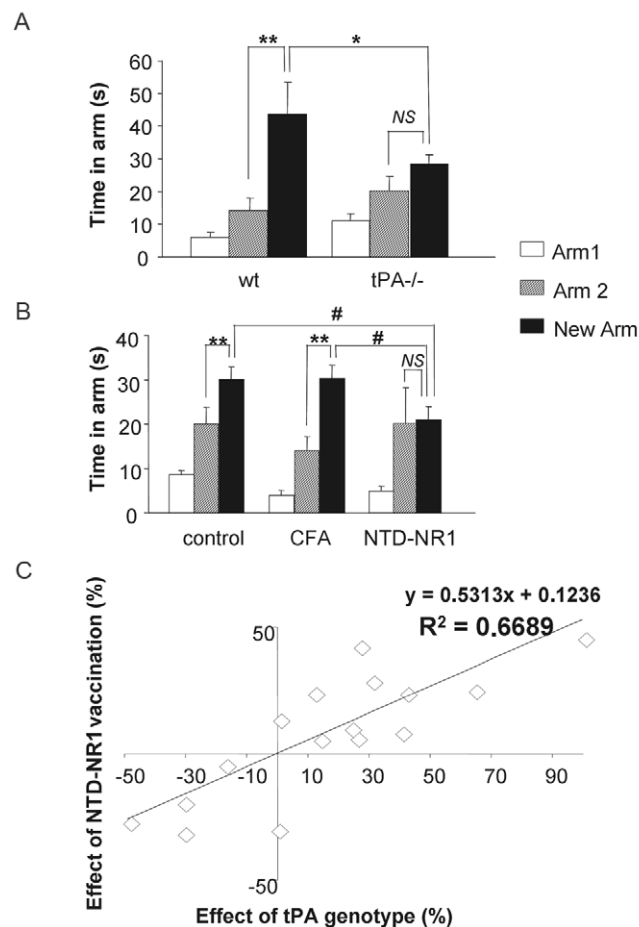 A
** *
60
50
40
30
20
10
0
NS
Time in arm (s)
wt tPA-/-
Arm1
Arm 2
New Arm
B
#
** ** # NS
40
30
20
10
0
Time in arm (s)
control CFA NTD-NR1
C
y = 0.5313x + 0.1236
R² = 0.6689
50
-50 -30 -10 10 30 50 70 90
-50
Effect of NTD-NR1 vaccination (%)
Effect of tPA genotype (%)